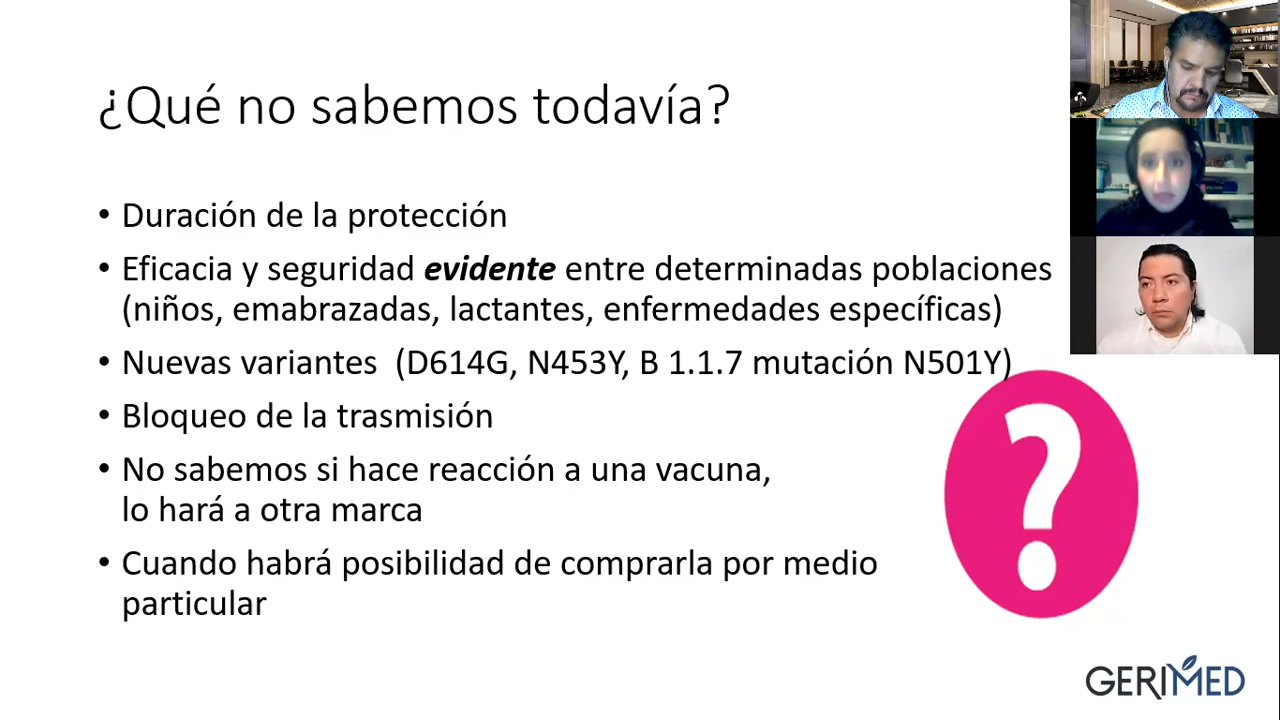 ¿Qué no sabemos todavía?
• Duración de la protección
• Eficacia y seguridad evidente entre determinadas poblaciones
(niños, emabrazadas, lactantes, enfermedades específicas)
• Nuevas variantes (D614G, N453Y, B 1.1.7 mutación N501Y)
• Bloqueo de la trasmisión
• No sabemos si hace reacción a una vacuna,
lo hará a otra marca
• Cuando habrá posibilidad de comprarla por medio
particular
?
GERIMED